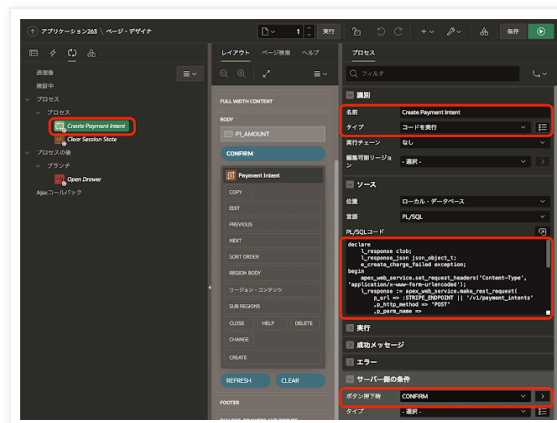 アプリケーション263 \ ページ・デザイナ
1
実行
保存
送信後
検証中
プロセス
プロセス
Create Payment Intent
Clear Session State
プロセスの後
ブランチ
Open Drawer
Ajaxコールバック
レイアウト ページ検索 ヘルプ
FULL WIDTH CONTENT
BODY
P1_AMOUNT
CONFIRM
Payment Intent
COPY
EDIT
PREVIOUS
NEXT
SORT ORDER
REGION BODY
リージョン・コンテンツ
SUB REGIONS
CLOSE HELP DELETE
CHANGE
CREATE
REFRESH CLEAR
FOOTER
プロセス
フィルタ
識別
名前 Create Payment Intent
タイプ コードを実行
実行チェーン なし
編集可能リージョン - 選択 -
ソース
位置 ローカル・データベース
言語 PL/SQL
PL/SQLコード
declare
l_response clob;
l_response_json json_object_t;
e_create_charge_failed exception;
begin
apex_web_service.set_request_headers('Content-Type',
'application/x-www-form-urlencoded');
l_response := apex_web_service.make_rest_request(
p_url => :STRIPE_ENDPOINT || '/v1/payment_intents'
,p_http_method => 'POST'
,p_parm_name =>
実行
成功メッセージ
エラー
サーバー側の条件
ボタン押下時 CONFIRM
タイプ - 選択 -